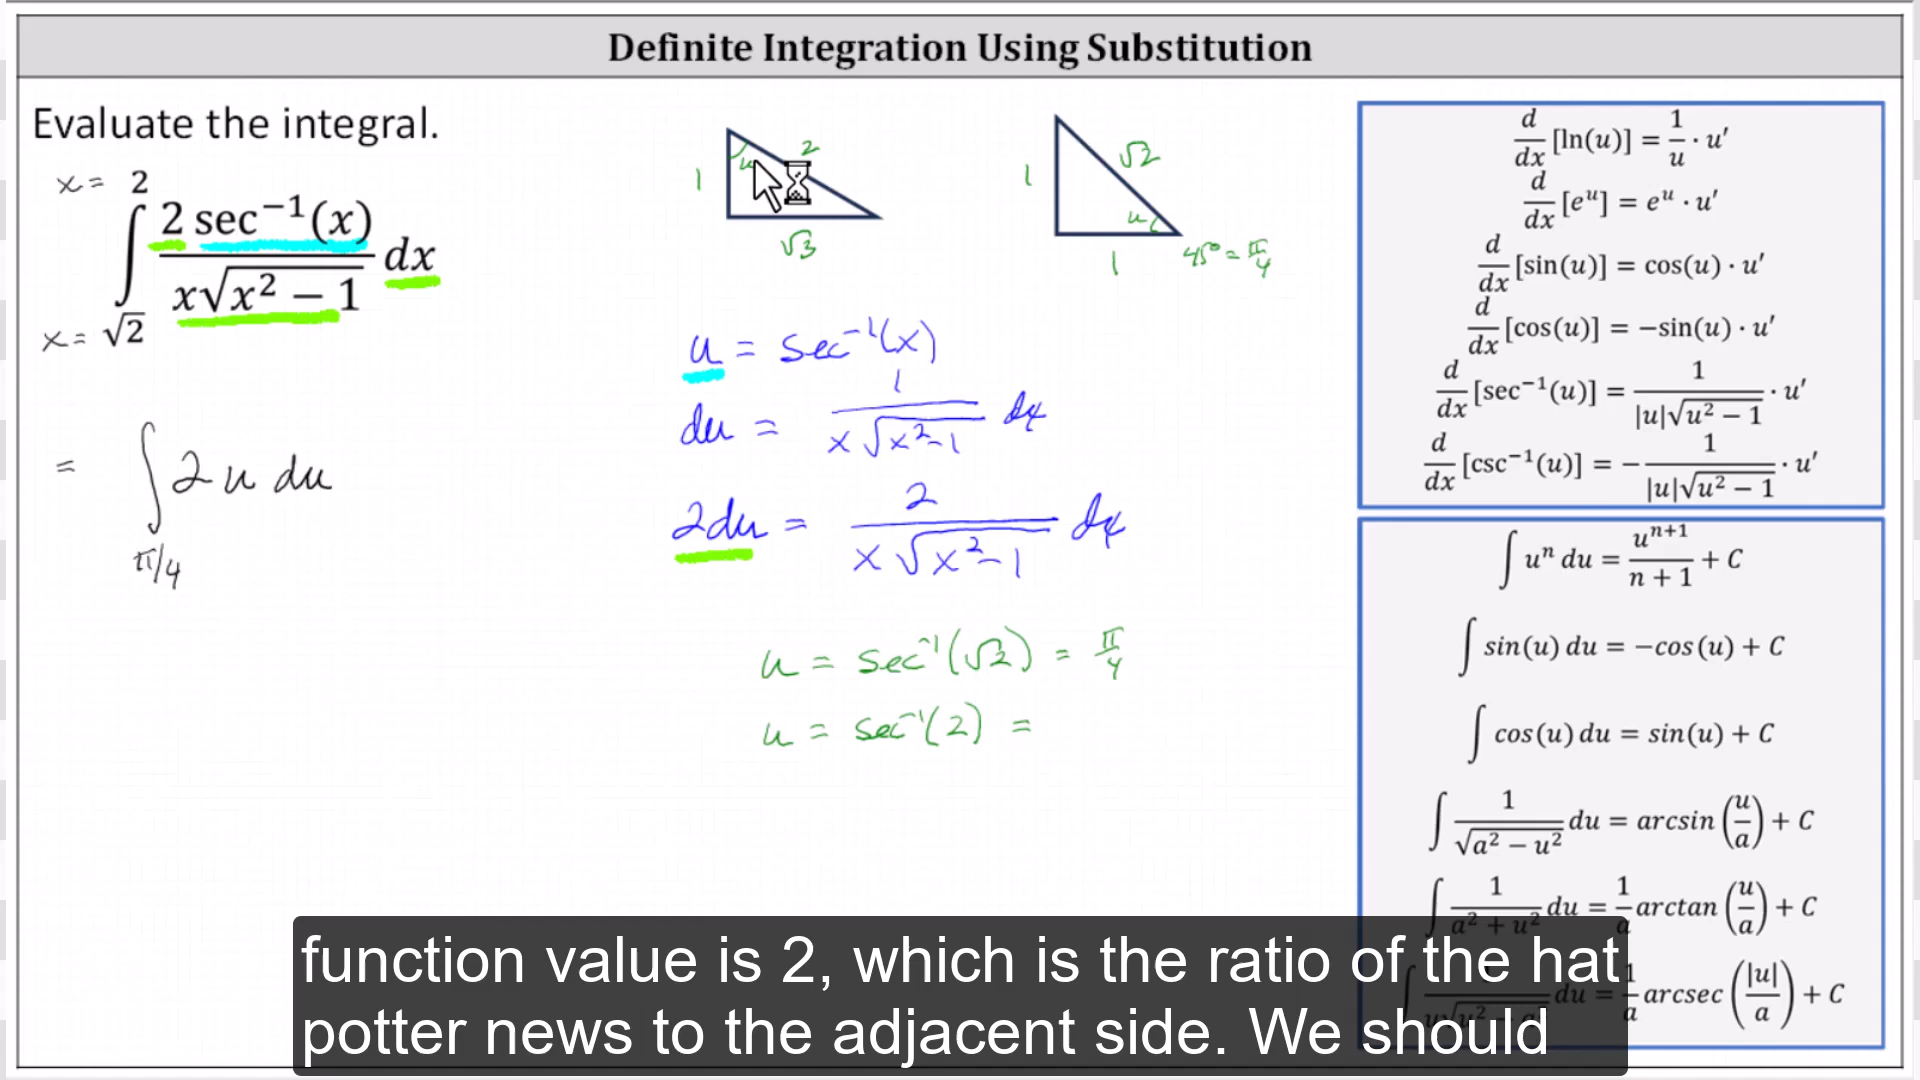 Definite Integration Using Substitution
Evaluate the integral.
x = 2
∫ 2 sec⁻¹(x) / x√x² − 1 dx
x = √2
= ∫ 2 u du
π/4
1 u 2 √3
1 √2 u 1 45° = π/4
u = sec⁻¹(x)
du = 1 / x√x²-1 dx
2du = 2 / x√x²-1 dx
u = sec⁻¹(√2) = π/4
u = sec⁻¹(2) =
d/dx [ln(u)] = 1/u · u′
d/dx [eᵘ] = eᵘ · u′
d/dx [sin(u)] = cos(u) · u′
d/dx [cos(u)] = −sin(u) · u′
d/dx [sec⁻¹(u)] = 1 / |u|√u² − 1 · u′
d/dx [csc⁻¹(u)] = − 1 / |u|√u² − 1 · u′
∫ uⁿ du = uⁿ⁺¹ / n + 1 + C
∫ sin(u) du = −cos (u) + C
∫ cos(u) du = sin(u) + C
∫ 1 / √a² − u² du = arcsin (u/a) + C
∫ 1 / a² + u² du = 1/a arctan (u/a) + C
du = 1/a arcsec (|u|/a) + C
function value is 2, which is the ratio of the hat
potter news to the adjacent side. We should